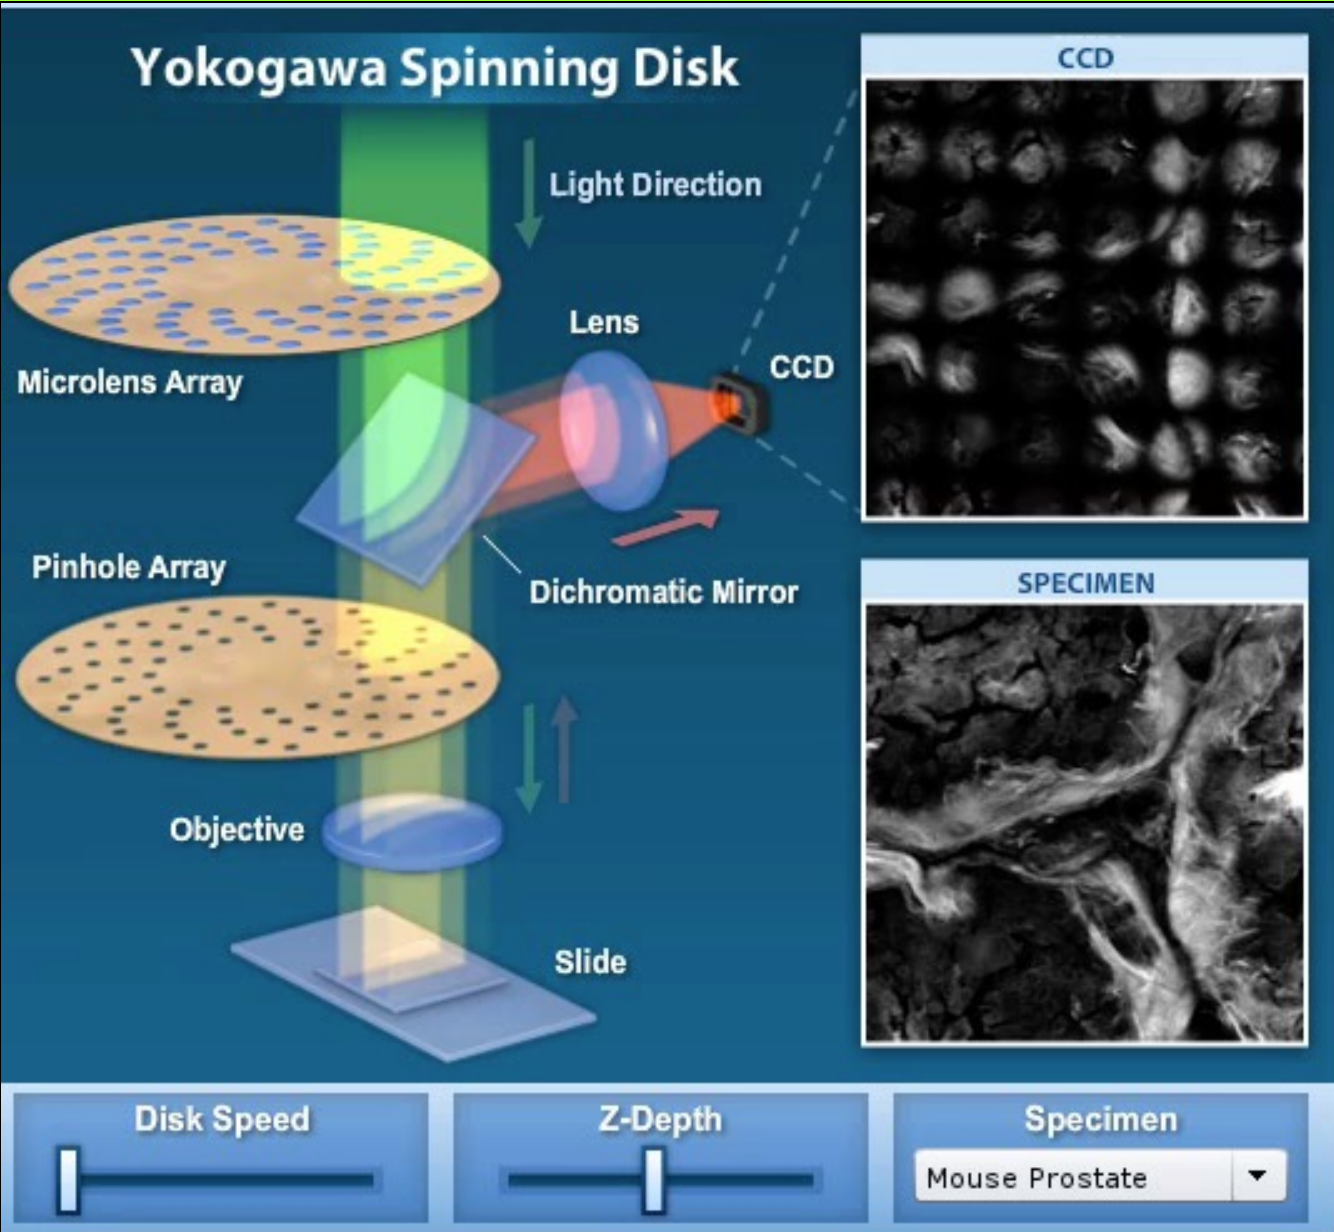 Yokogawa Spinning Disk
CCD
Light Direction
Lens
CCD
Microlens Array
Pinhole Array
Dichromatic Mirror
SPECIMEN
Objective
Slide
Disk Speed
Z-Depth
Specimen
Mouse Prostate